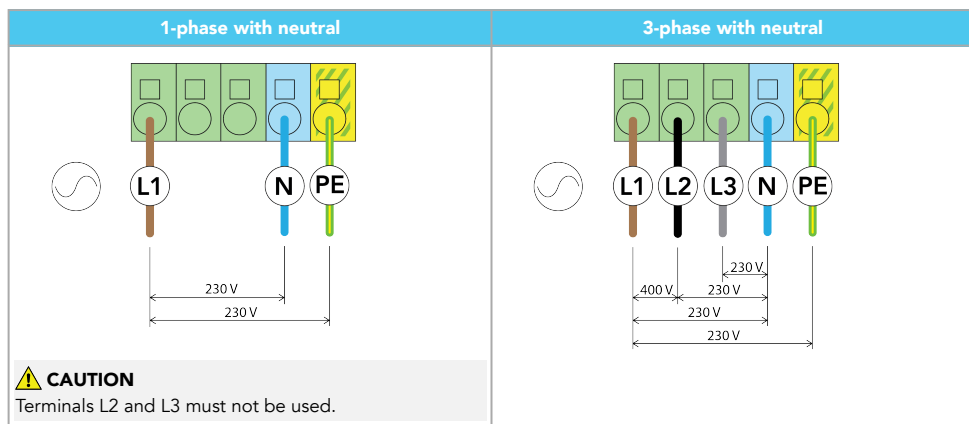 1-phase with neutral
3-phase with neutral
L1 N PE
230 V
230 V
CAUTION
Terminals L2 and L3 must not be used.
L1 L2 L3 N PE
230 V
400 V 230 V
230 V
230 V